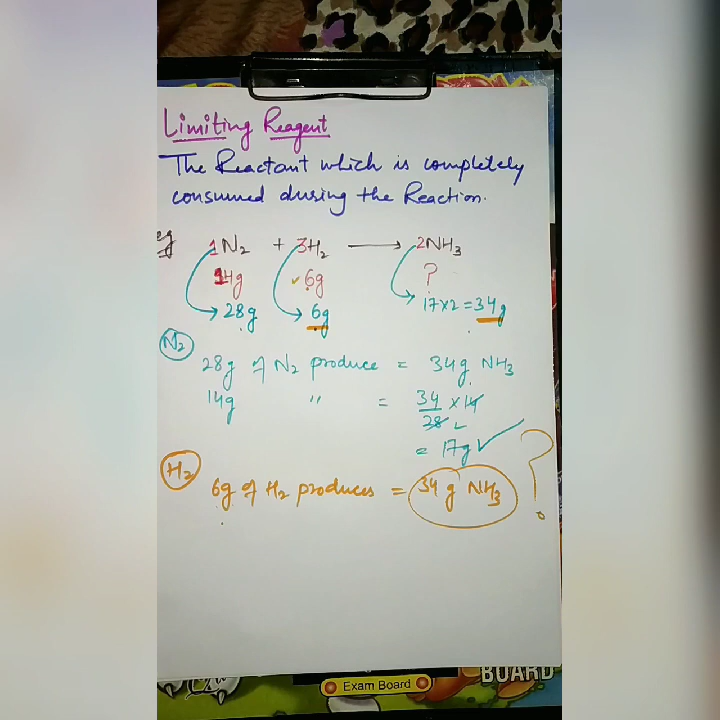 Limiting Reagent
The Reactant which is completely
consumed during the Reaction.
eg 1N₂ + 3H₂ → 2NH₃
14g 6g ?
28g 6g 17×2=34g
N₂
28g of N₂ produce = 34g NH₃
14g " = 34/28 × 14
= 17g ✓
H₂
6g of H₂ produces = 34 g NH₃ ?
BOARD
Exam Board